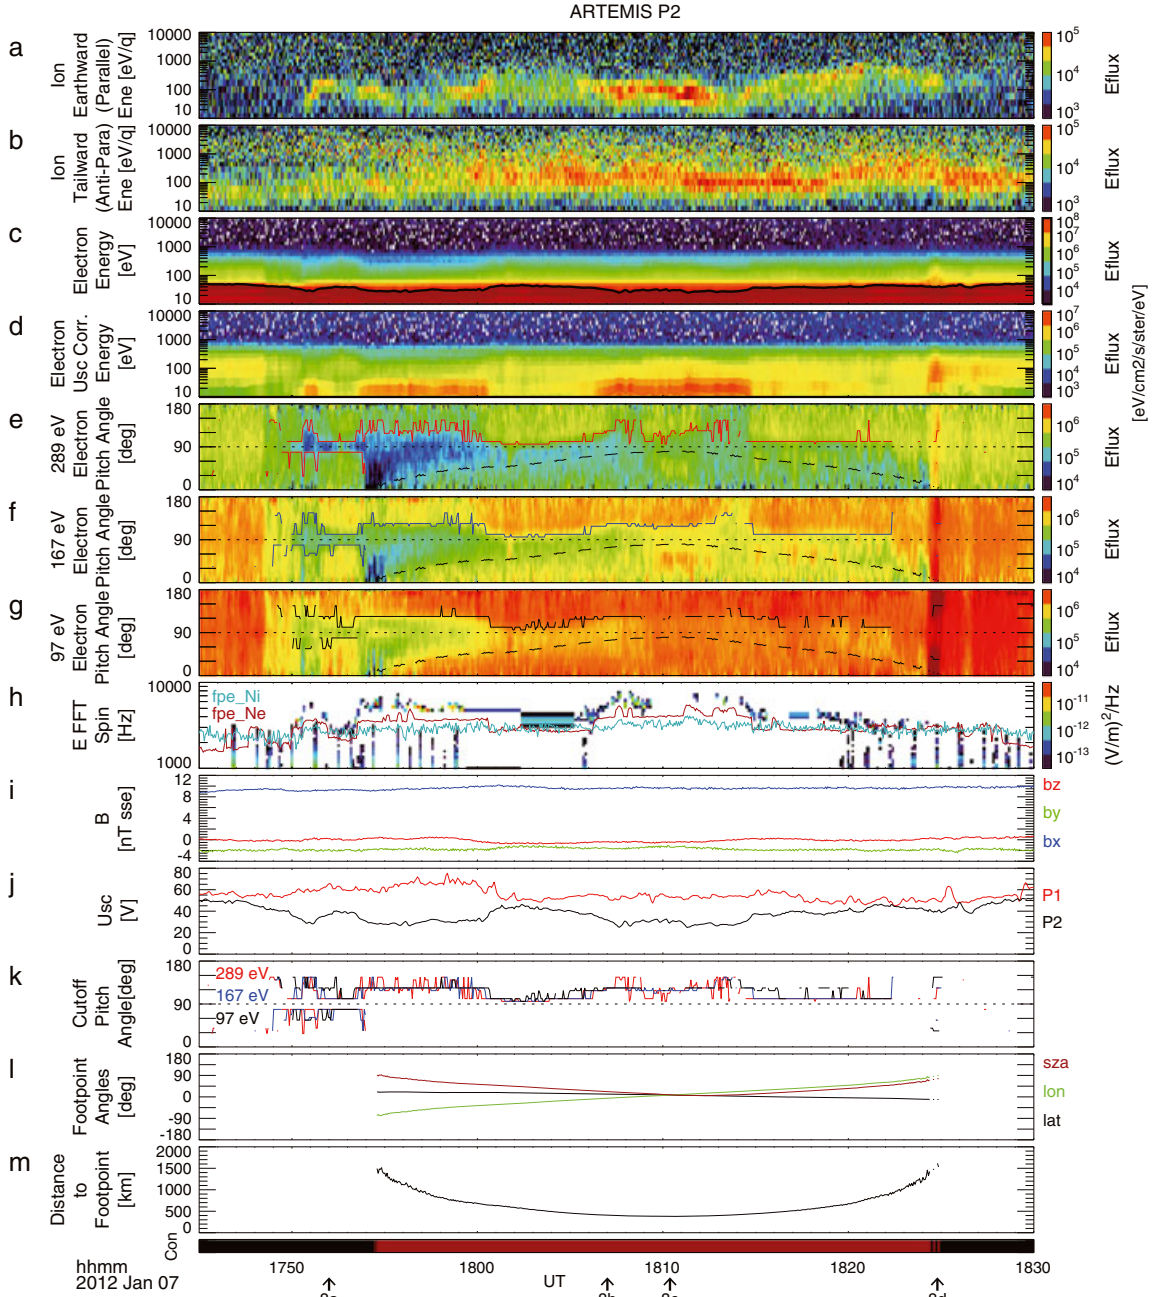 ARTEMIS P2
a
Ion
Earthward
(Parallel)
Ene [eV/q]
10000
1000
100
10
10^5
10^4
10^3
Eflux
b
Ion
Tailward
(Anti-Para)
Ene [eV/q]
10000
1000
100
10
10^5
10^4
10^3
Eflux
c
Electron
Energy
[eV]
10000
1000
100
10
10^8
10^7
10^6
10^5
10^4
Eflux
d
Electron
Usc Corr.
Energy
[eV]
10000
1000
100
10
10^7
10^6
10^5
10^4
10^3
Eflux
[eV/cm2/s/ster/eV]
e
289 eV
Electron
Pitch Angle
[deg]
180
90
0
10^6
10^5
10^4
Eflux
f
167 eV
Electron
Pitch Angle
[deg]
180
90
0
10^6
10^5
10^4
Eflux
g
97 eV
Electron
Pitch Angle
[deg]
180
90
0
10^6
10^5
10^4
Eflux
h
E FFT
Spin
[Hz]
10000
1000
fpe_Ni
fpe_Ne
10^-11
10^-12
10^-13
(V/m)^2/Hz
i
B
[nT sse]
12
8
4
0
-4
bz
by
bx
j
Usc
[V]
80
60
40
20
0
P1
P2
k
Cutoff
Pitch
Angle[deg]
180
90
0
289 eV
167 eV
97 eV
l
Footpoint
Angles
[deg]
180
90
0
-90
-180
sza
lon
lat
m
Distance
to
Footpoint
[km]
2000
1500
1000
500
0
Con
hhmm
2012 Jan 07
1750
1800
UT
1810
1820
1830